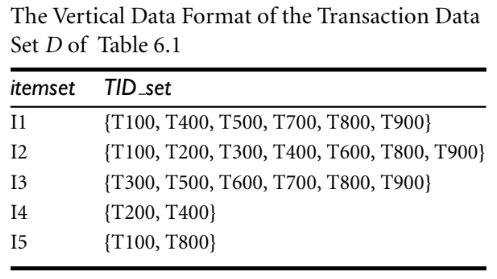 The Vertical Data Format of the Transaction Data
Set D of Table 6.1
itemset TID_set
I1 {T100, T400, T500, T700, T800, T900}
I2 {T100, T200, T300, T400, T600, T800, T900}
I3 {T300, T500, T600, T700, T800, T900}
I4 {T200, T400}
I5 {T100, T800}